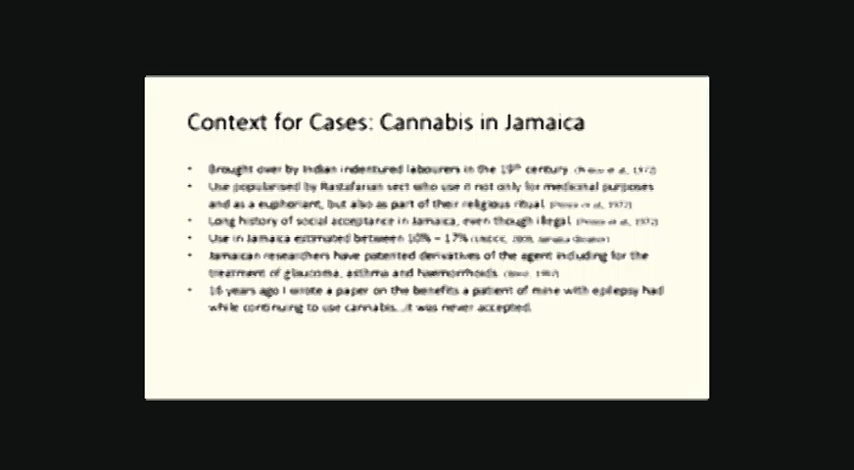 Context for Cases: Cannabis in Jamaica
• Brought over by Indian indentured labourers in the 19th century
• Use popularised by Rastafarian sect who use it not only for medicinal purposes
and as a euphoriant, but also as part of their religious ritual.
• Long history of social acceptance in Jamaica, even though illegal.
• Use in Jamaica estimated between 10% – 17%
• Jamaican researchers have patented derivatives of the agent including for the
treatment of glaucoma, asthma and haemorrhoids.
• 16 years ago I wrote a paper on the benefits a patient of mine with epilepsy had
while continuing to use cannabis...it was never accepted.